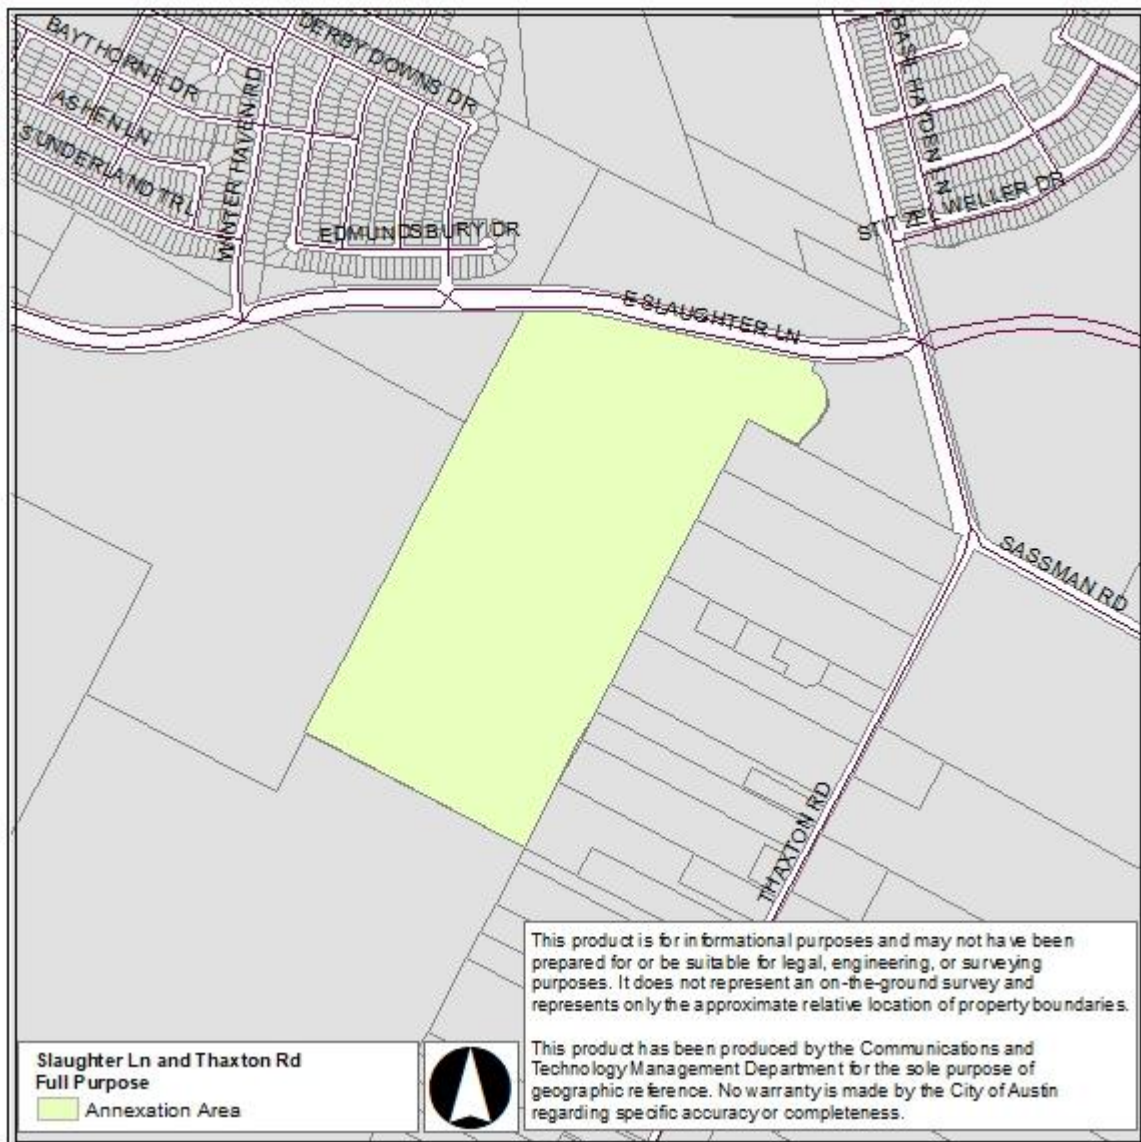 BAYTHORNE DR
DERBY DOWNS DR
ASHEN LN
SUNDERLAND TRL
WINTER HAVEN RD
EDMUNDSBURY DR
ABASH HAYDEN LN
STITZEL WELLER DR
E SLAUGHTER LN
SASSMAN RD
THAXTON RD
This product is for informational purposes and may not have been
prepared for or be suitable for legal, engineering, or surveying
purposes. It does not represent an on-the-ground survey and
represents only the approximate relative location of property boundaries.
This product has been produced by the Communications and
Technology Management Department for the sole purpose of
geographic reference. No warranty is made by the City of Austin
regarding specific accuracy or completeness.
Slaughter Ln and Thaxton Rd
Full Purpose
Annexation Area